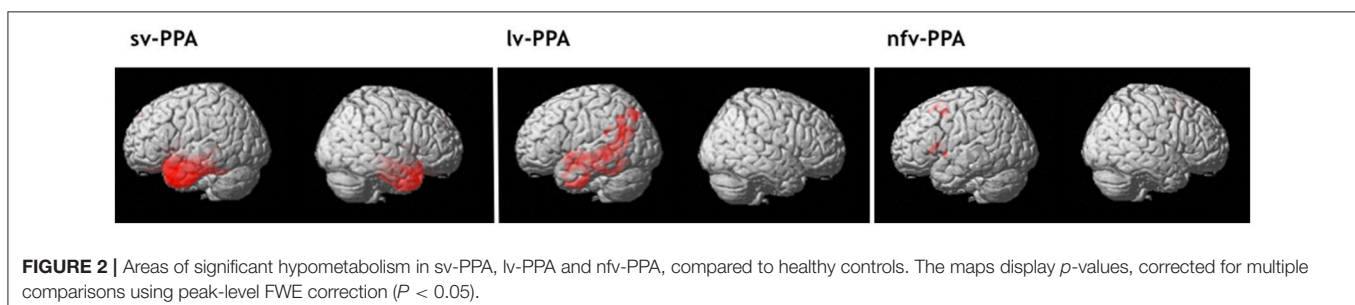 sv-PPA lv-PPA nfv-PPA
FIGURE 2 | Areas of significant hypometabolism in sv-PPA, lv-PPA and nfv-PPA, compared to healthy controls. The maps display p-values, corrected for multiple
comparisons using peak-level FWE correction (P < 0.05).